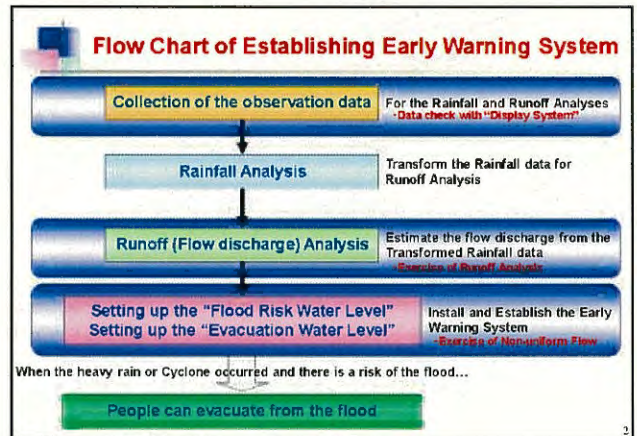 Flow Chart of Establishing Early Warning System
Collection of the observation data
For the Rainfall and Runoff Analyses
-Data check with "Display System"
Rainfall Analysis
Transform the Rainfall data for
Runoff Analysis
Runoff (Flow discharge) Analysis
Estimate the flow discharge from the
Transformed Rainfall data
-Exercise of Runoff Analysis
Setting up the "Flood Risk Water Level"
Setting up the "Evacuation Water Level"
Install and Establish the Early
Warning System
-Exercise of Non-uniform Flow
When the heavy rain or Cyclone occurred and there is a risk of the flood...
People can evacuate from the flood
2